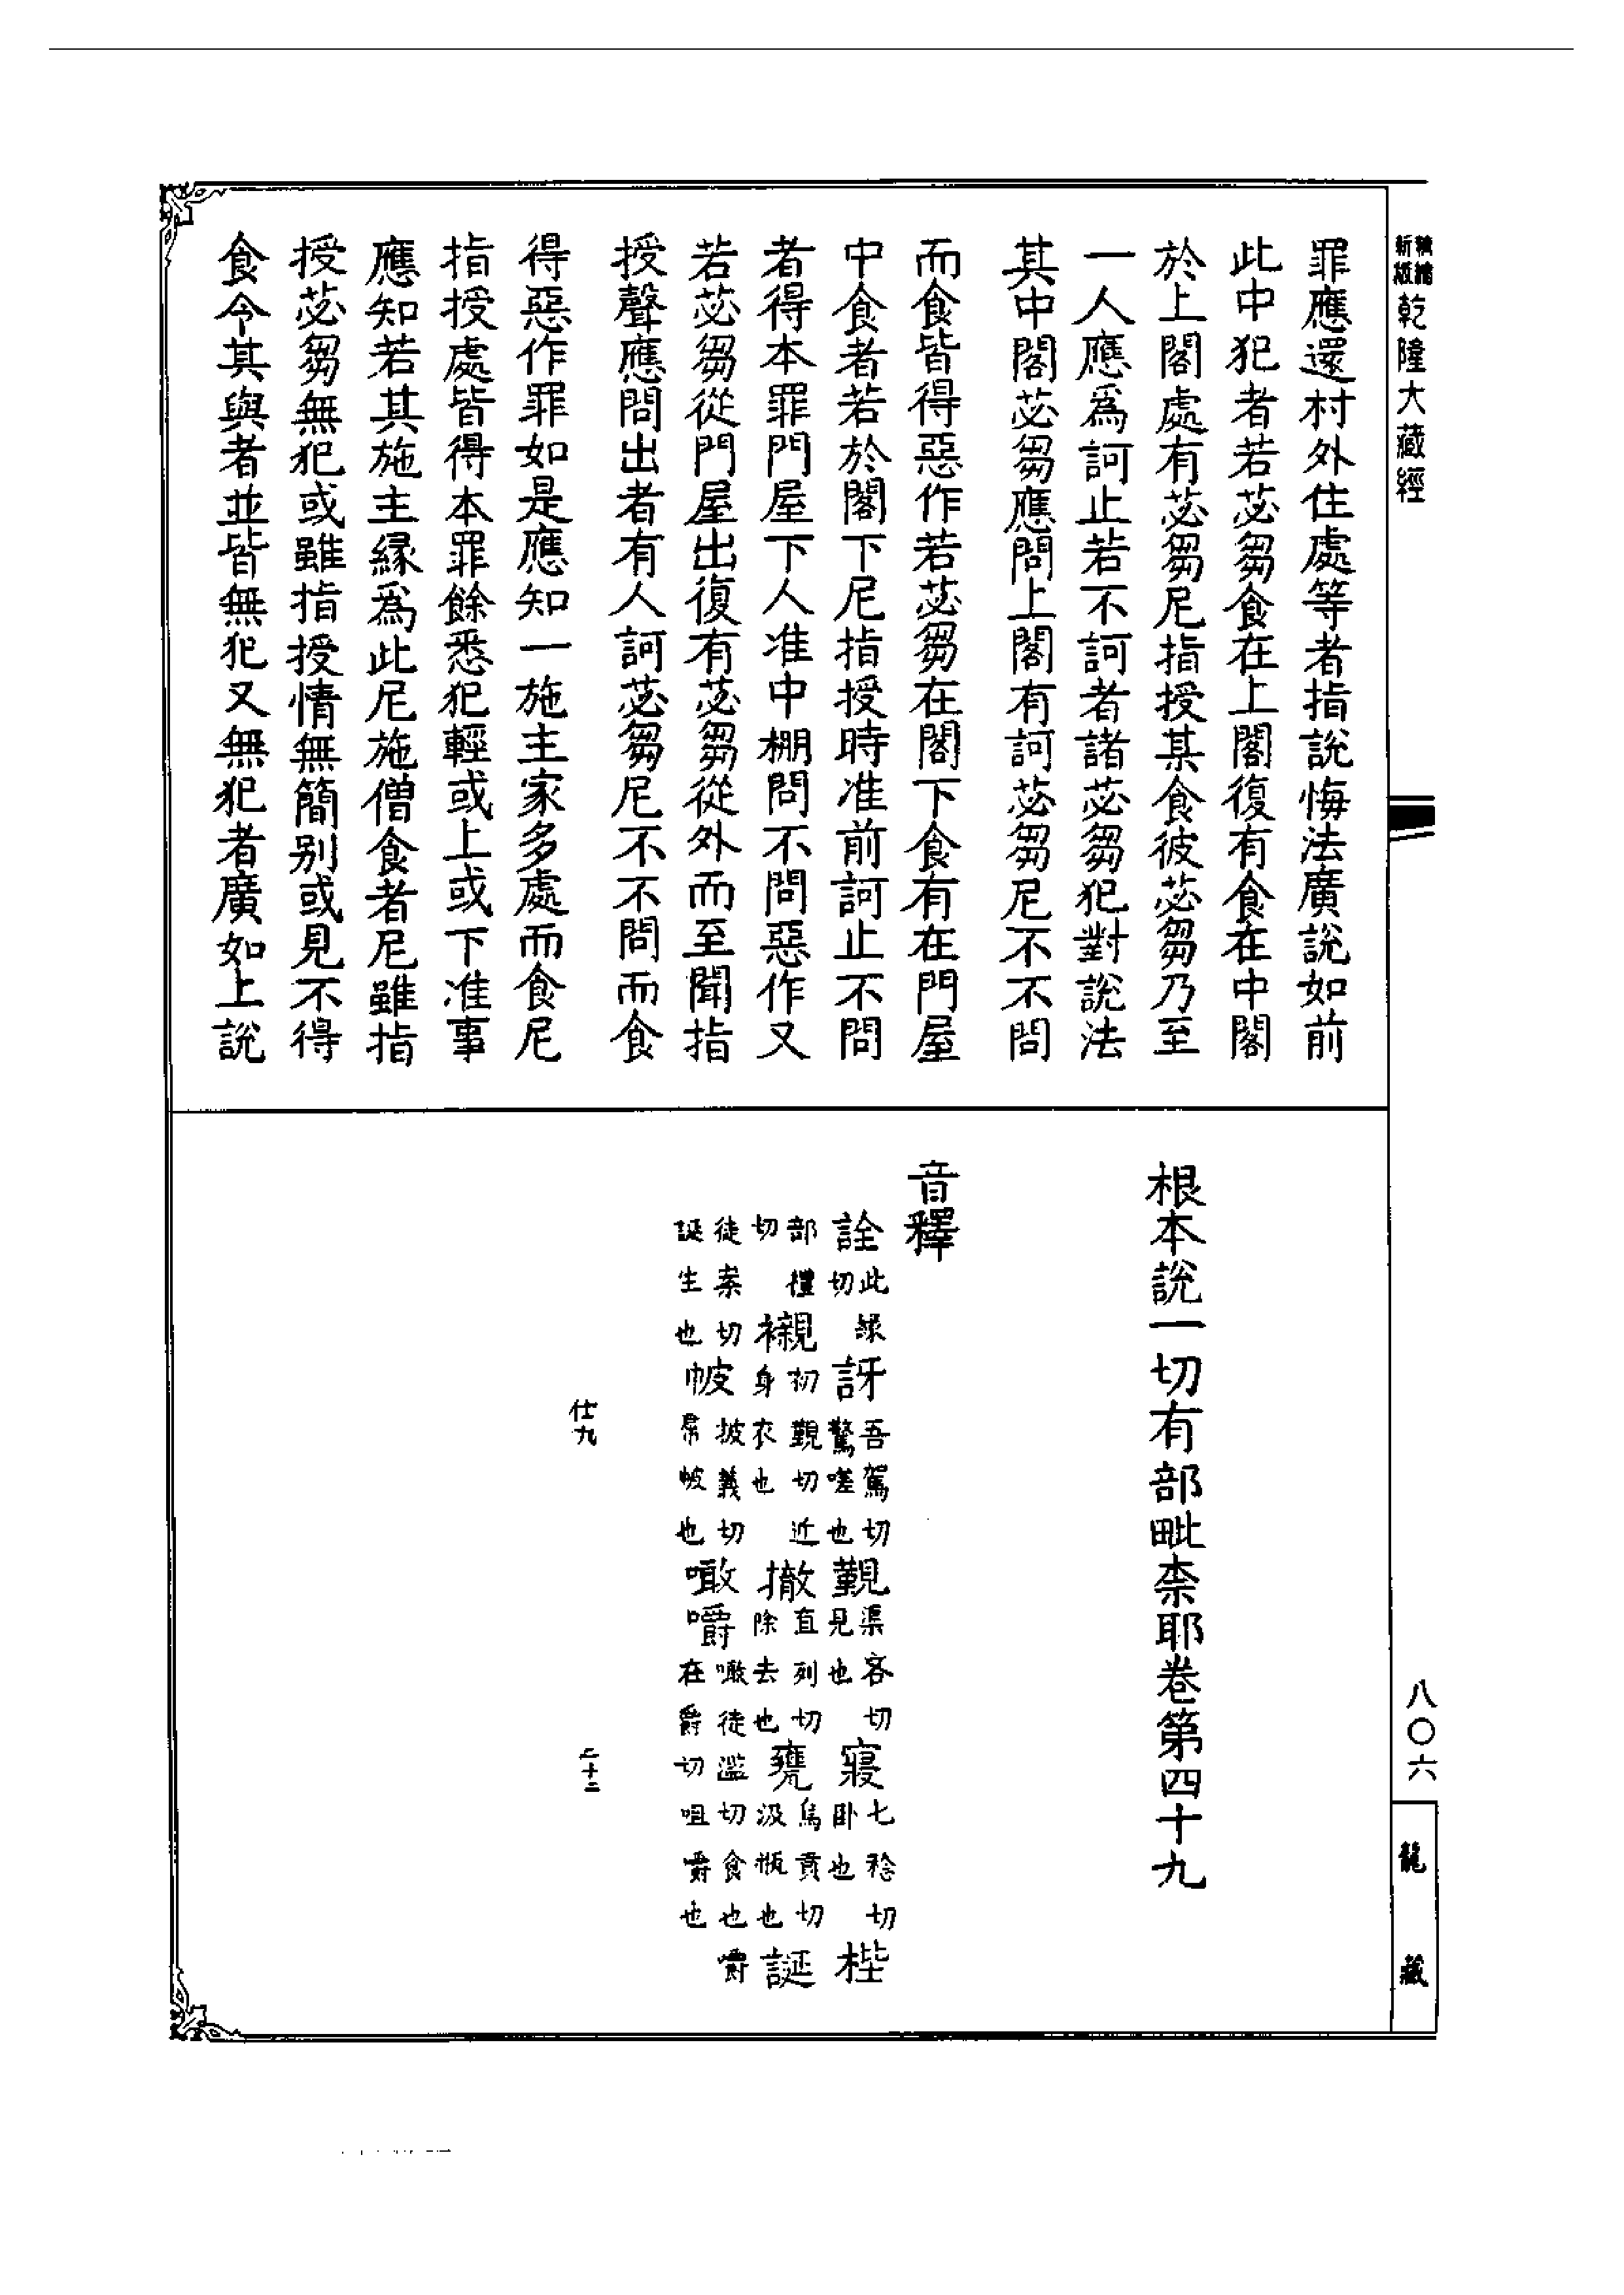 乾隆大藏經
罪應還村外住處等者指說悔法廣說如前
此中犯者若苾芻食在上閣復有食在中閣
於上閣處有苾芻尼指授其食彼苾芻乃至
一人應爲訶止若不訶者諸苾芻犯對說法
其中閣苾芻應問上閣有訶苾芻尼不不問
而食皆得惡作若苾芻在閣下食有在門屋
中食者若於閣下尼指授時准前訶止不問
者得本罪門屋下人准中棚問不問惡作又
若苾芻從門屋出復有苾芻從外而至聞指
授聲應問出者有人訶苾芻尼不不問而食
得惡作罪如是應知一施主家多處而食尼
指授處皆得本罪餘悉犯輕或上或下准事
應知若其施主緣爲此尼施僧食者尼雖指
授苾芻無犯或雖指授情無簡别或見不得
食今其與者並皆無犯又無犯者廣如上說
根本說一切有部毗柰耶卷第四十九
音釋
詮此緣切訝吾駕切驚嗟也覲渠吝切見也寢七稔切卧也梐
部禮切襯初覲切近身衣也撤直列切除去也甕烏貢切汲瓶也誕
徒案切誕生也帔披義切帬帔也噉嚼噉徒濫切食也嚼在爵切咀嚼也
仕九
二十二
八〇六
龍藏